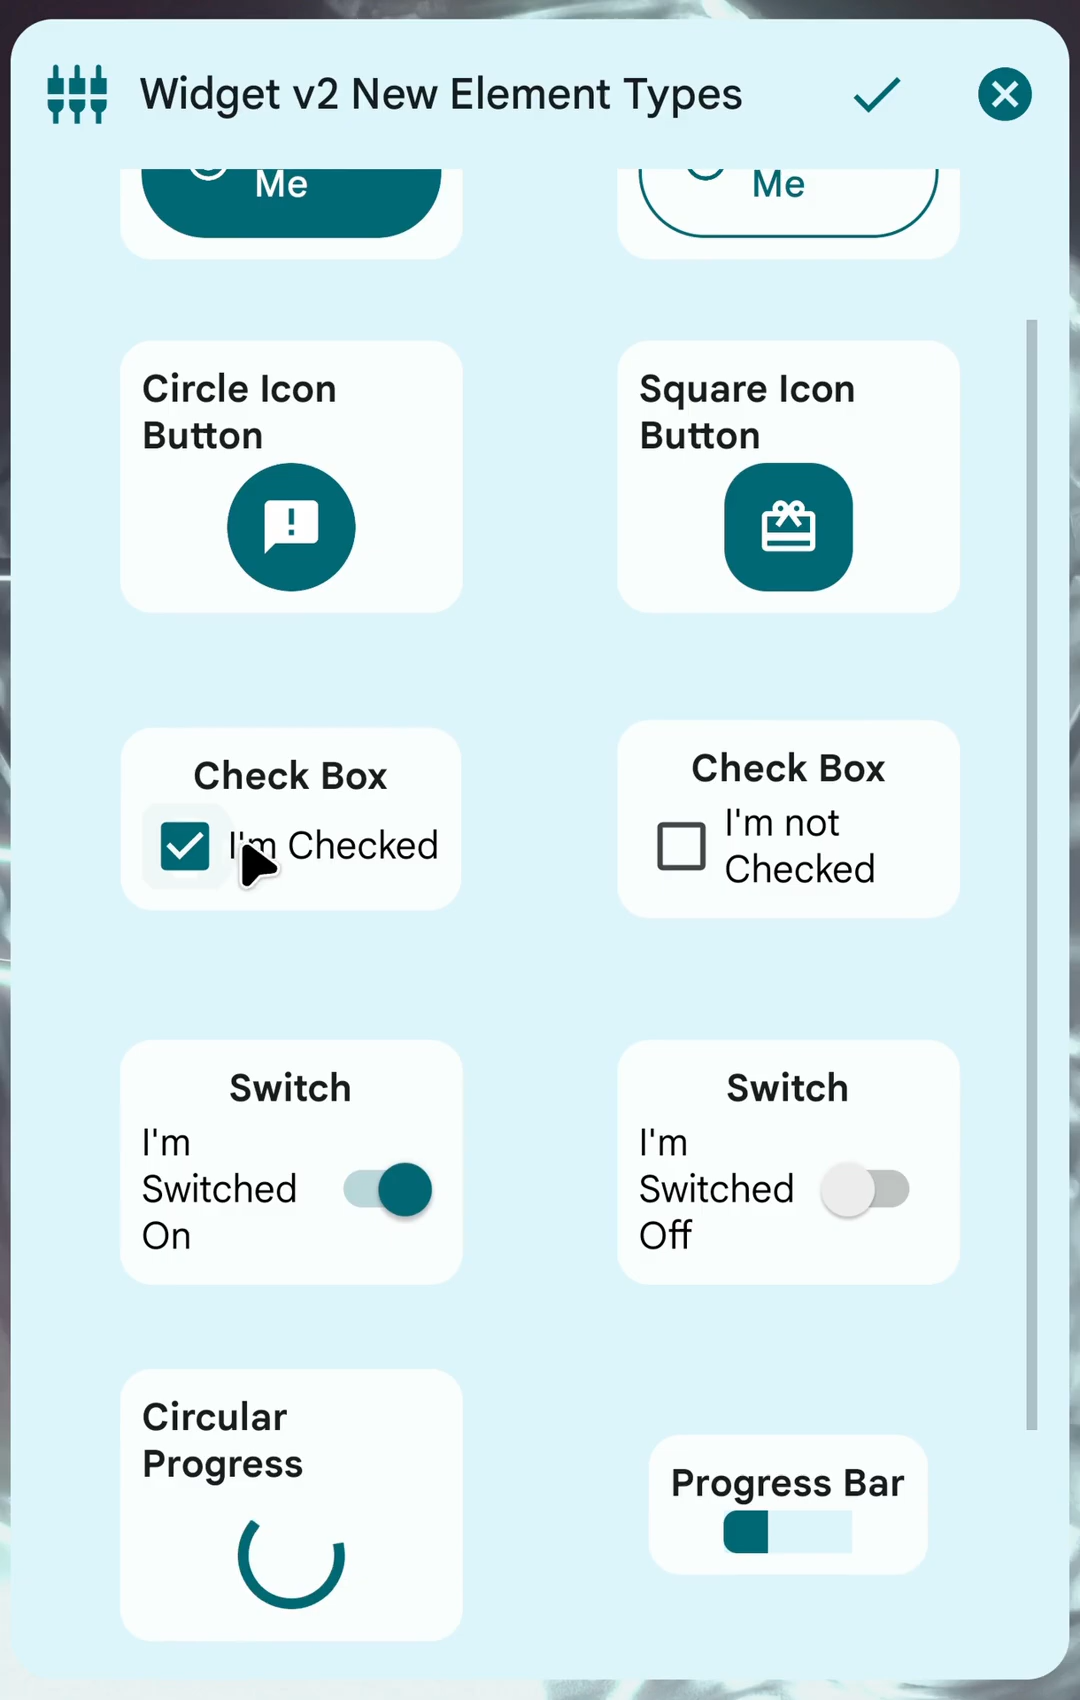 Widget v2 New Element Types
Me
Me
Circle Icon
Button
Square Icon
Button
Check Box
I'm Checked
Check Box
I'm not
Checked
Switch
I'm
Switched
On
Switch
I'm
Switched
Off
Circular
Progress
Progress Bar